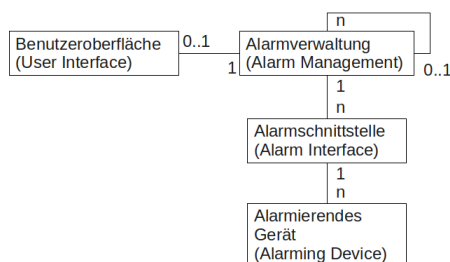 n
Benutzeroberfläche
(User Interface)
0..1
1
Alarmverwaltung
(Alarm Management)
0..1
1
n
Alarmschnittstelle
(Alarm Interface)
1
n
Alarmierendes
Gerät
(Alarming Device)